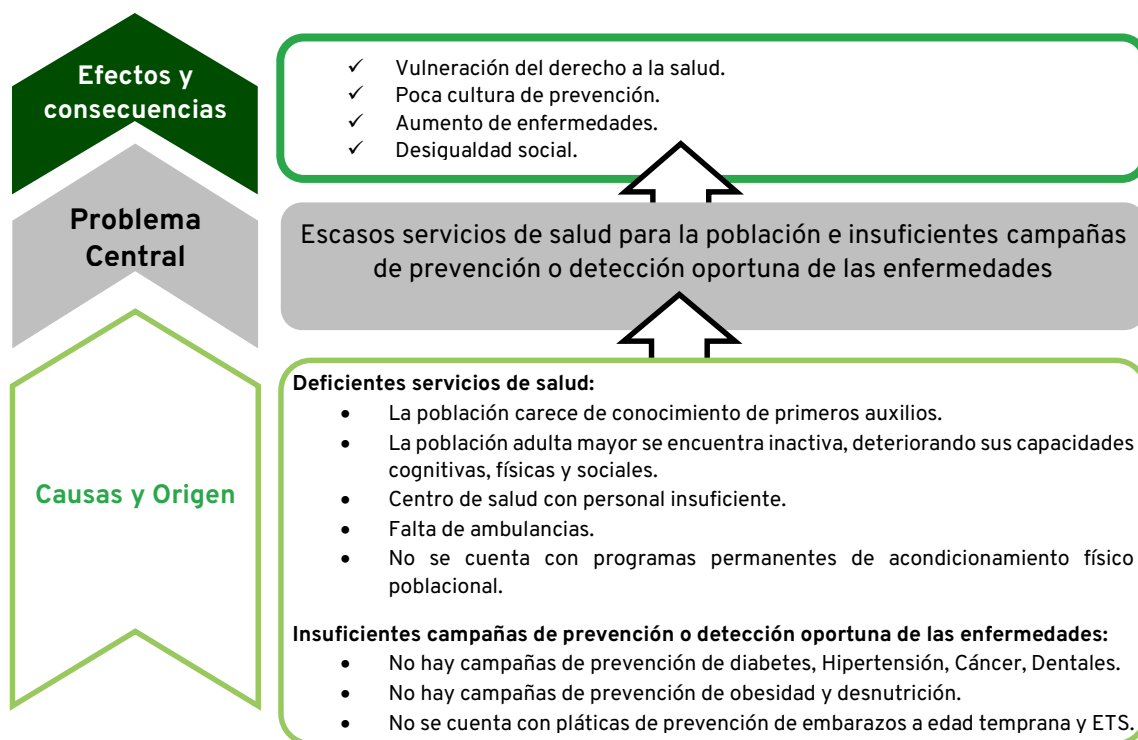 Efectos y
consecuencias
✓ Vulneración del derecho a la salud.
✓ Poca cultura de prevención.
✓ Aumento de enfermedades.
✓ Desigualdad social.
Problema
Central
Escasos servicios de salud para la población e insuficientes campañas
de prevención o detección oportuna de las enfermedades
Causas y Origen
Deficientes servicios de salud:
• La población carece de conocimiento de primeros auxilios.
• La población adulta mayor se encuentra inactiva, deteriorando sus capacidades
cognitivas, físicas y sociales.
• Centro de salud con personal insuficiente.
• Falta de ambulancias.
• No se cuenta con programas permanentes de acondicionamiento físico
poblacional.
Insuficientes campañas de prevención o detección oportuna de las enfermedades:
• No hay campañas de prevención de diabetes, Hipertensión, Cáncer, Dentales.
• No hay campañas de prevención de obesidad y desnutrición.
• No se cuenta con pláticas de prevención de embarazos a edad temprana y ETS.